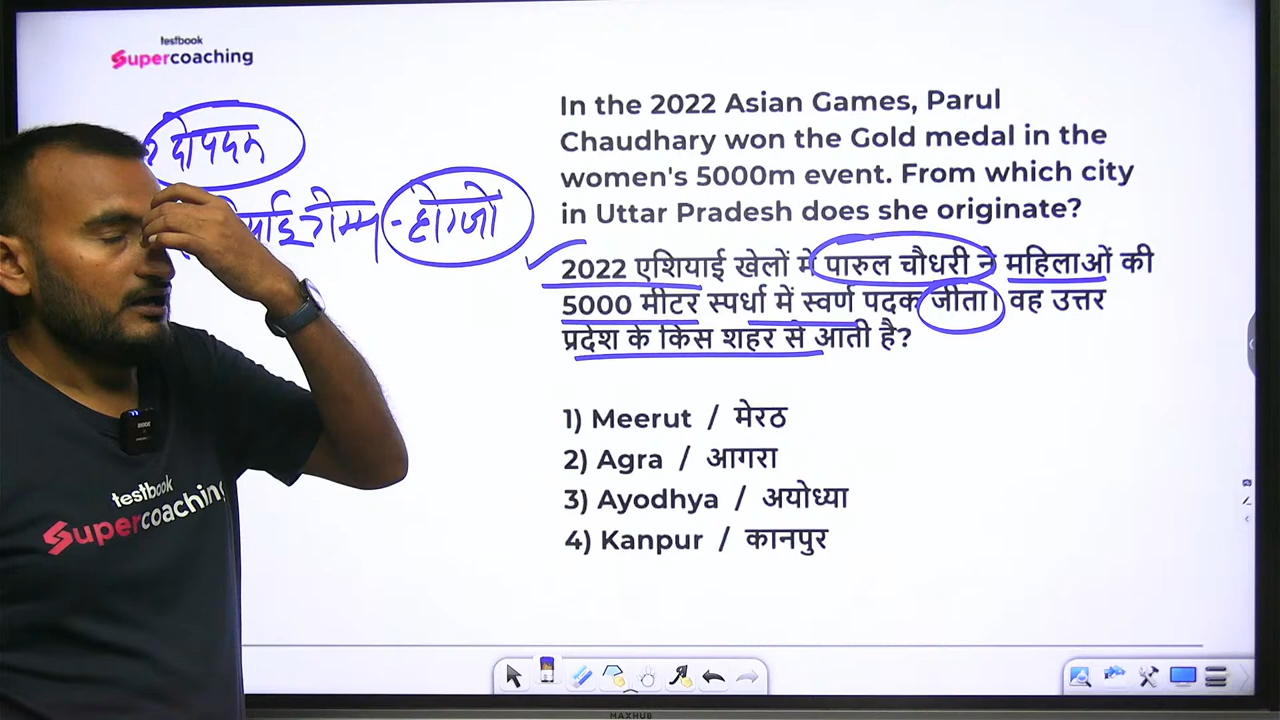 testbook
Supercoaching
दो पदक
होंग्जो
In the 2022 Asian Games, Parul
Chaudhary won the Gold medal in the
women's 5000m event. From which city
in Uttar Pradesh does she originate?
2022 एशियाई खेलों में पारुल चौधरी ने महिलाओं की
5000 मीटर स्पर्धा में स्वर्ण पदक जीता। वह उत्तर
प्रदेश के किस शहर से आती है?
1) Meerut / मेरठ
2) Agra / आगरा
3) Ayodhya / अयोध्या
4) Kanpur / कानपुर
testbook
Supercoaching
MAXHUB